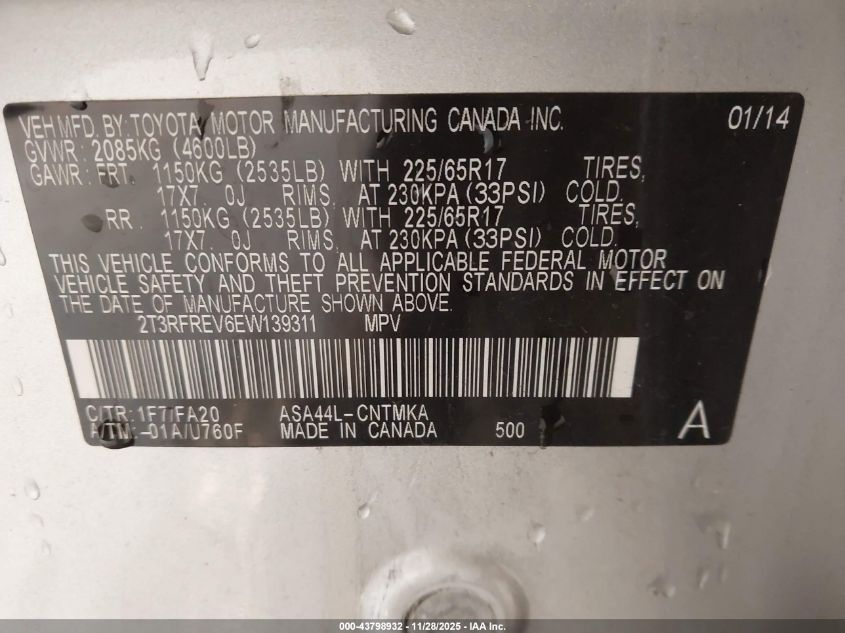 VEH MFD. BY: TOYOTA MOTOR MANUFACTURING CANADA INC. 01/14
GVWR: 2085KG (4600LB)
GAWR: FRT. 1150KG (2535LB) WITH 225/65R17 TIRES,
17X7.0J RIMS, AT 230KPA (33PSI) COLD.
RR 1150KG (2535LB) WITH 225/65R17 TIRES,
17X7.0J RIMS, AT 230KPA (33PSI) COLD.
THIS VEHICLE CONFORMS TO ALL APPLICABLE FEDERAL MOTOR
VEHICLE SAFETY AND THEFT PREVENTION STANDARDS IN EFFECT ON
THE DATE OF MANUFACTURE SHOWN ABOVE.
2T3RFREV6EW139311 MPV
C/TR: 1F7/FA20 ASA44L-CNTMKA
A/TM: -01A/U760F MADE IN CANADA 500 A
000-43798932 - 11/28/2025 - IAA Inc.